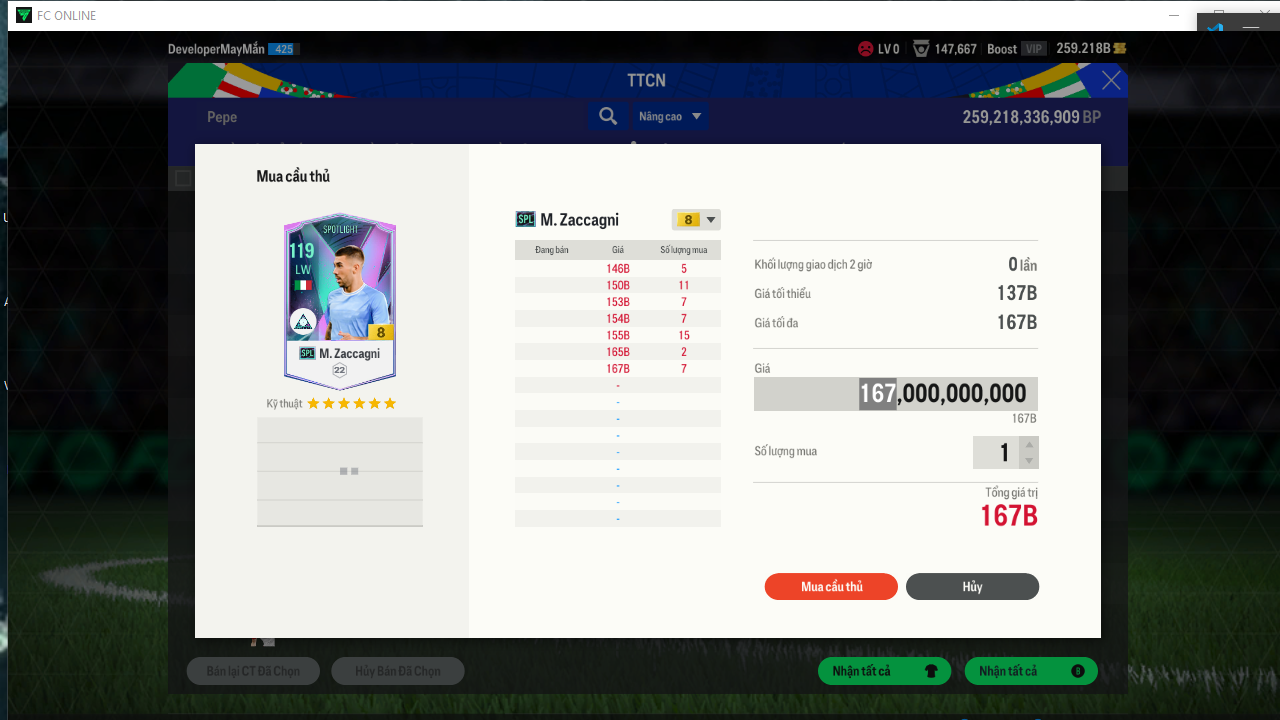 FC ONLINE
DeveloperMayMắn 425
LV 0 147,667 Boost VIP 259.218B
TTCN
Pepe
Nâng cao
259,218,336,909 BP
Mua cầu thủ
SPOTLIGHT
119
LW
8
SPL M. Zaccagni
22
Kỹ thuật
SPL M. Zaccagni 8
Đang bán Giá Số lượng mua
146B 5
150B 11
153B 7
154B 7
155B 15
165B 2
167B 7
-
-
-
-
-
-
-
-
-
Khối lượng giao dịch 2 giờ 0 lần
Giá tối thiểu 137B
Giá tối đa 167B
Giá
167,000,000,000
167B
Số lượng mua 1
Tổng giá trị
167B
Mua cầu thủ Hủy
Bán lại CT Đã Chọn Hủy Bán Đã Chọn Nhận tất cả Nhận tất cả